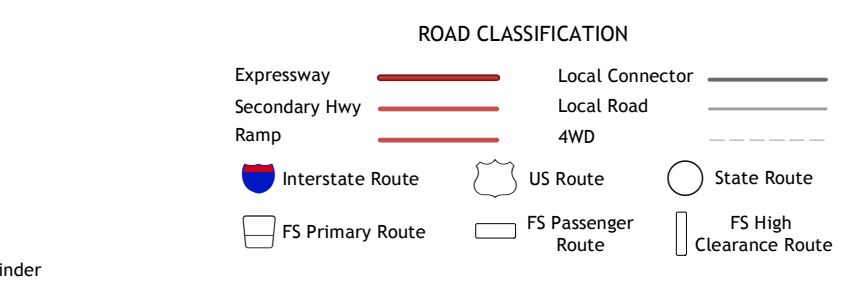 ROAD CLASSIFICATION
Expressway
Local Connector
Secondary Hwy
Local Road
Ramp
4WD
Interstate Route
US Route
State Route
FS Primary Route
FS Passenger
Route
FS High
Clearance Route
inder